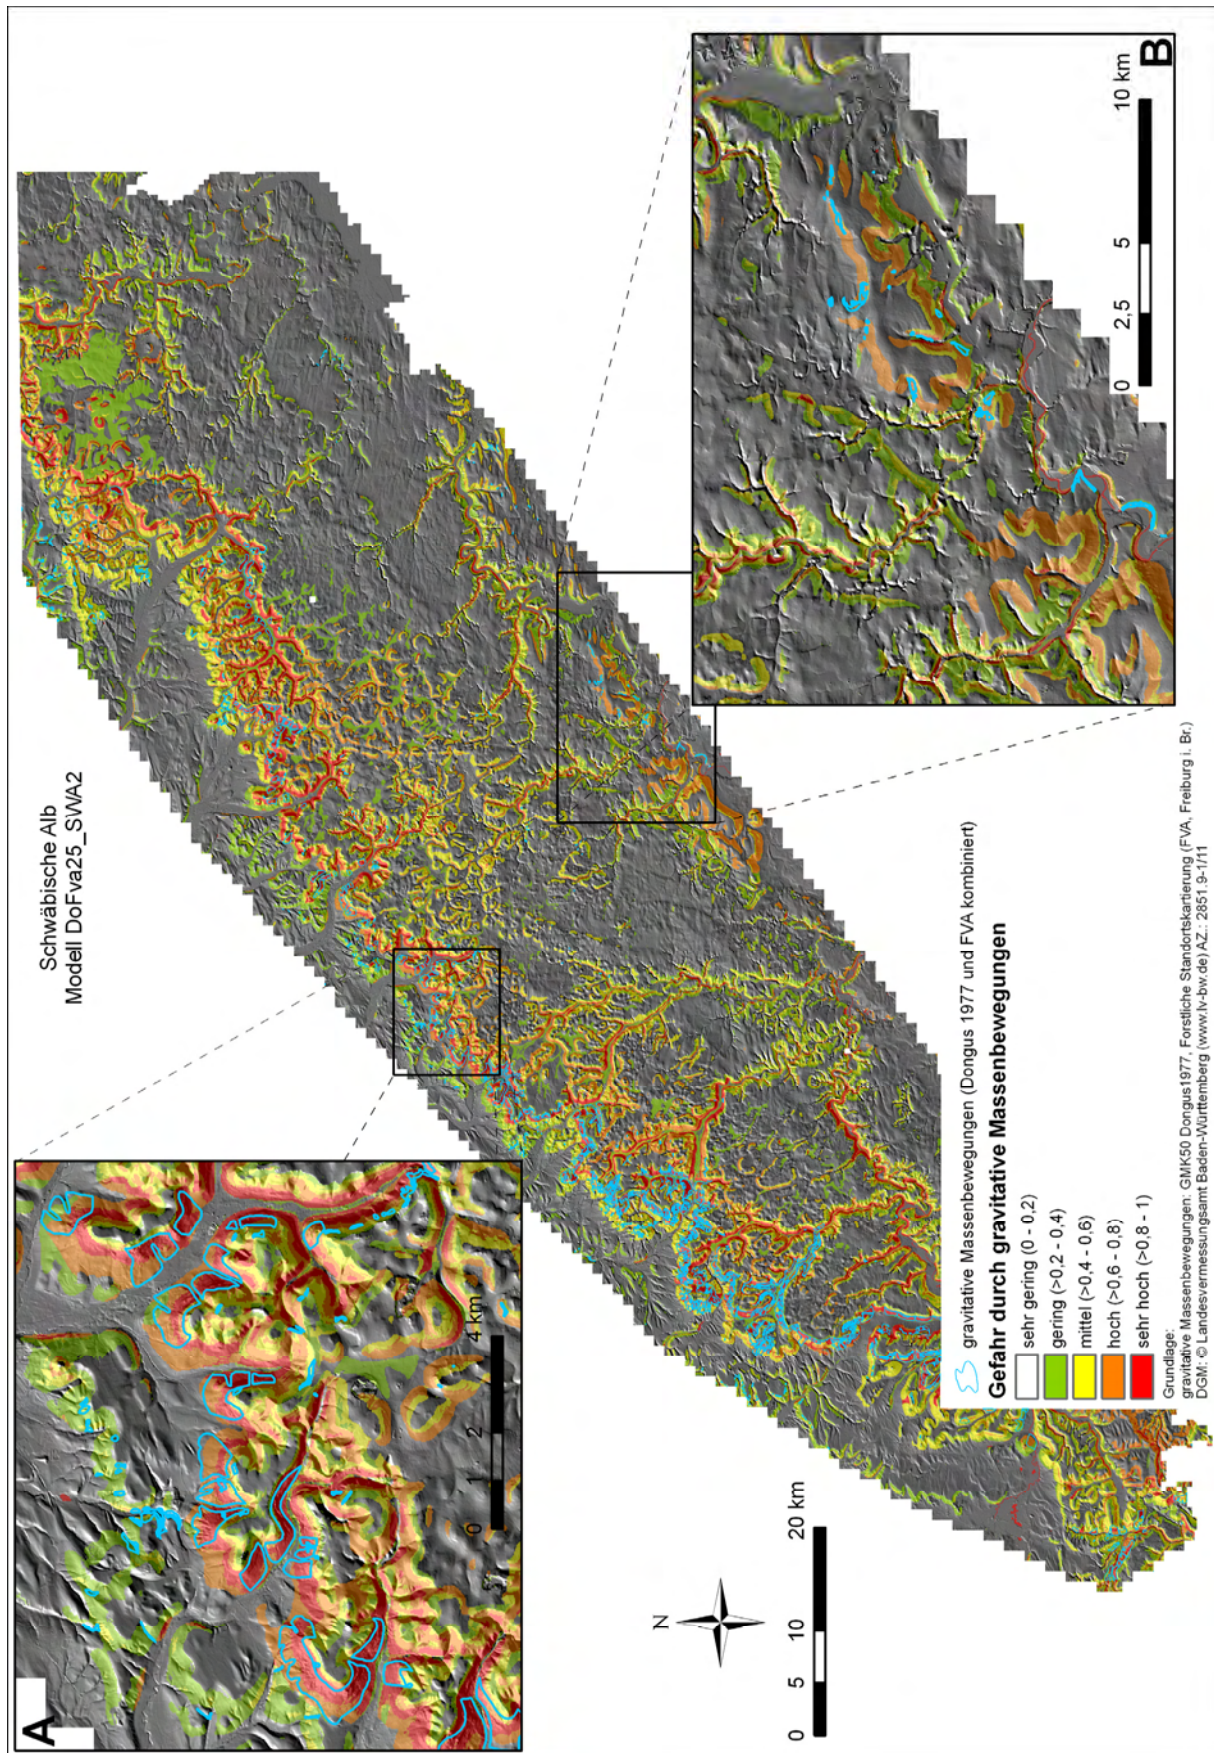 Schwäbische Alb
Modell DoFva25_SWA2
A
0 1 2 4 km
B
0 2,5 5 10 km
N
0 5 10 20 km
gravitative Massenbewegungen (Dongus 1977 und FVA kombiniert)
Gefahr durch gravitative Massenbewegungen
sehr gering (0 - 0,2)
gering (>0,2 - 0,4)
mittel (>0,4 - 0,6)
hoch (>0,6 - 0,8)
sehr hoch (>0,8 - 1)
Grundlage:
gravitative Massenbewegungen: GMK50 Dongus1977, Forstliche Standortskartierung (FVA, Freiburg i. Br.)
DGM: © Landesvermessungsamt Baden-Württemberg (www.lv-bw.de) AZ.: 2851.9-1/11